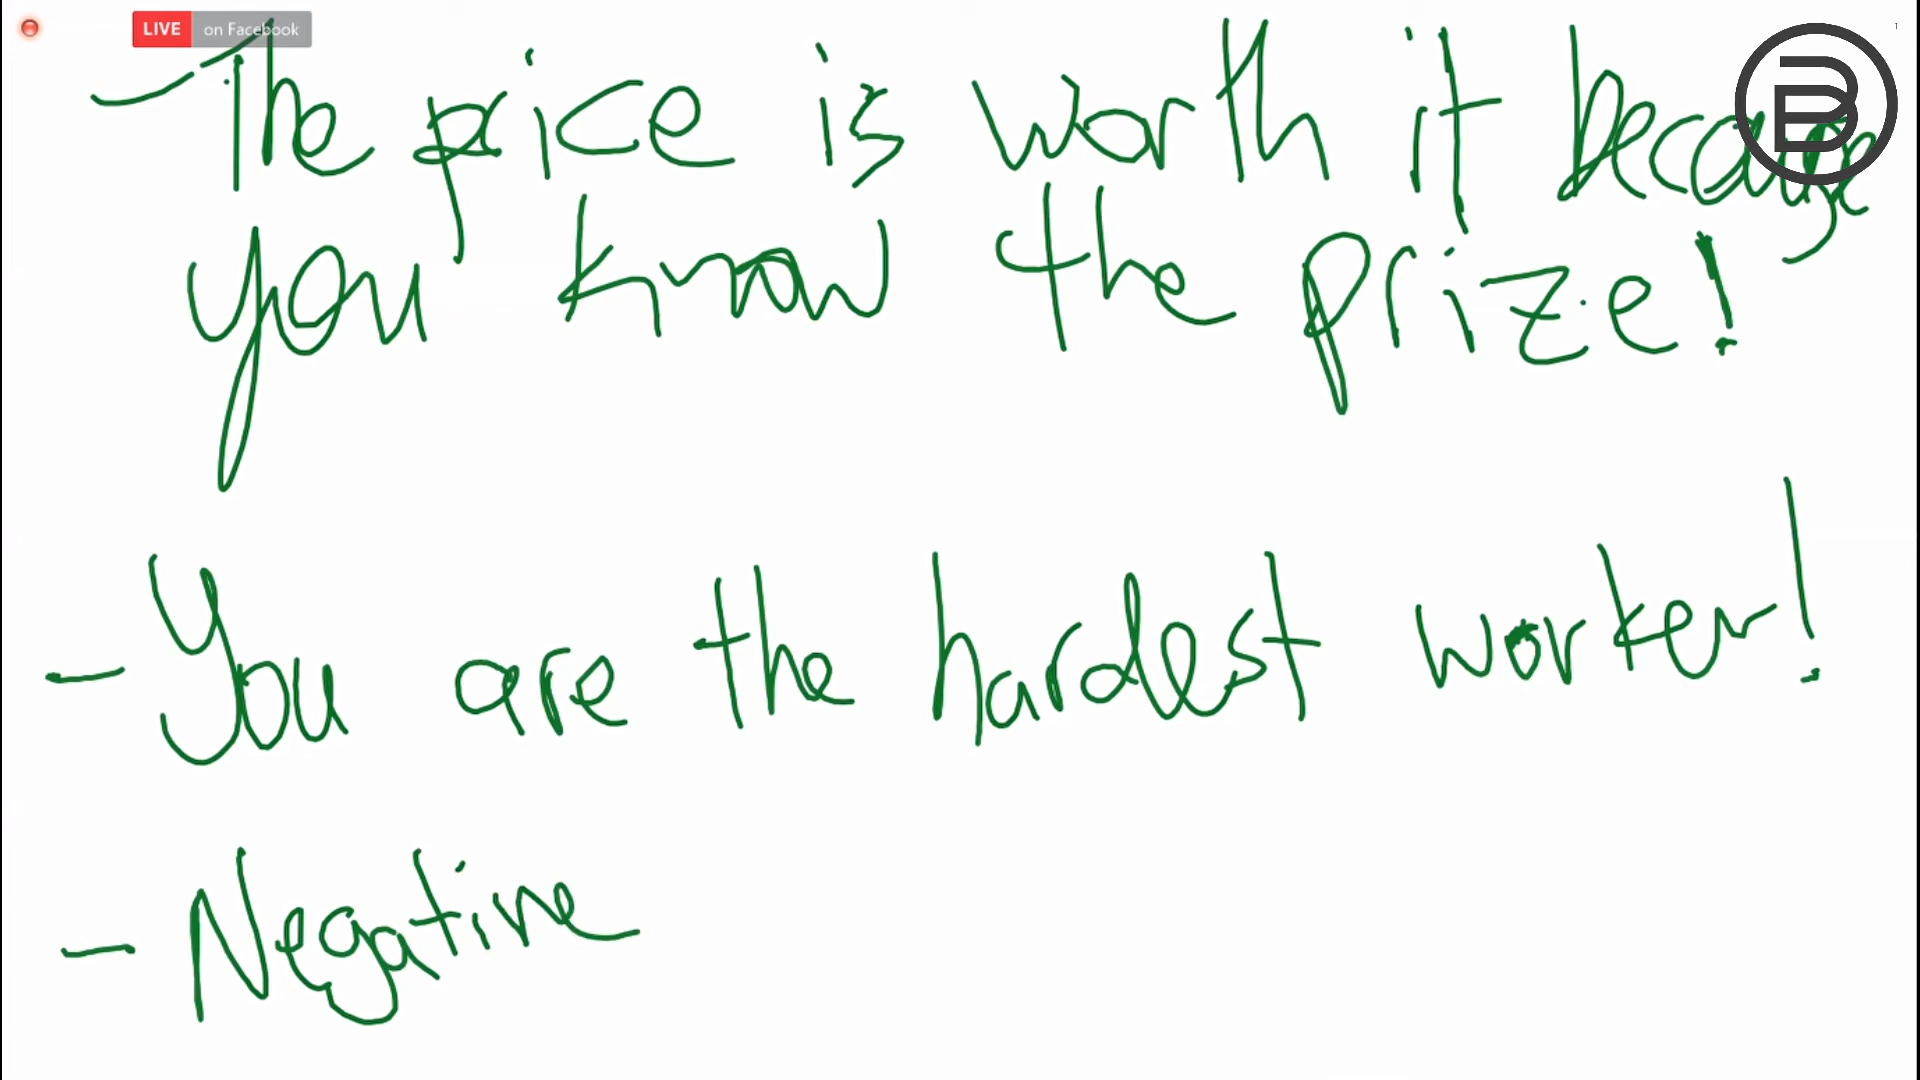 LIVE on Facebook
1
- The price is worth it because
you know the prize!
- You are the hardest worker!
- Negative